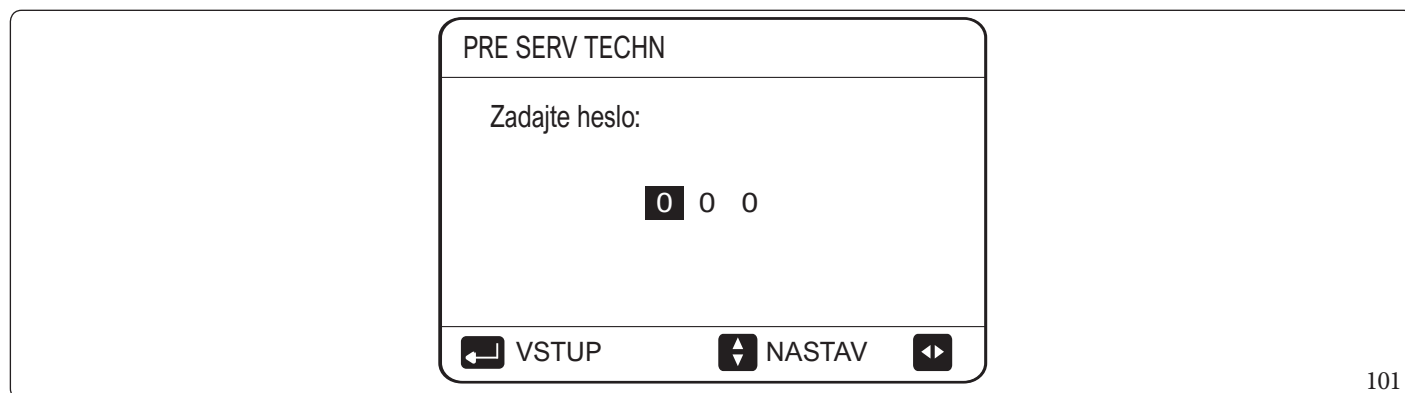 PRE SERV TECHN
Zadajte heslo:
0 0 0
VSTUP NASTAV
101